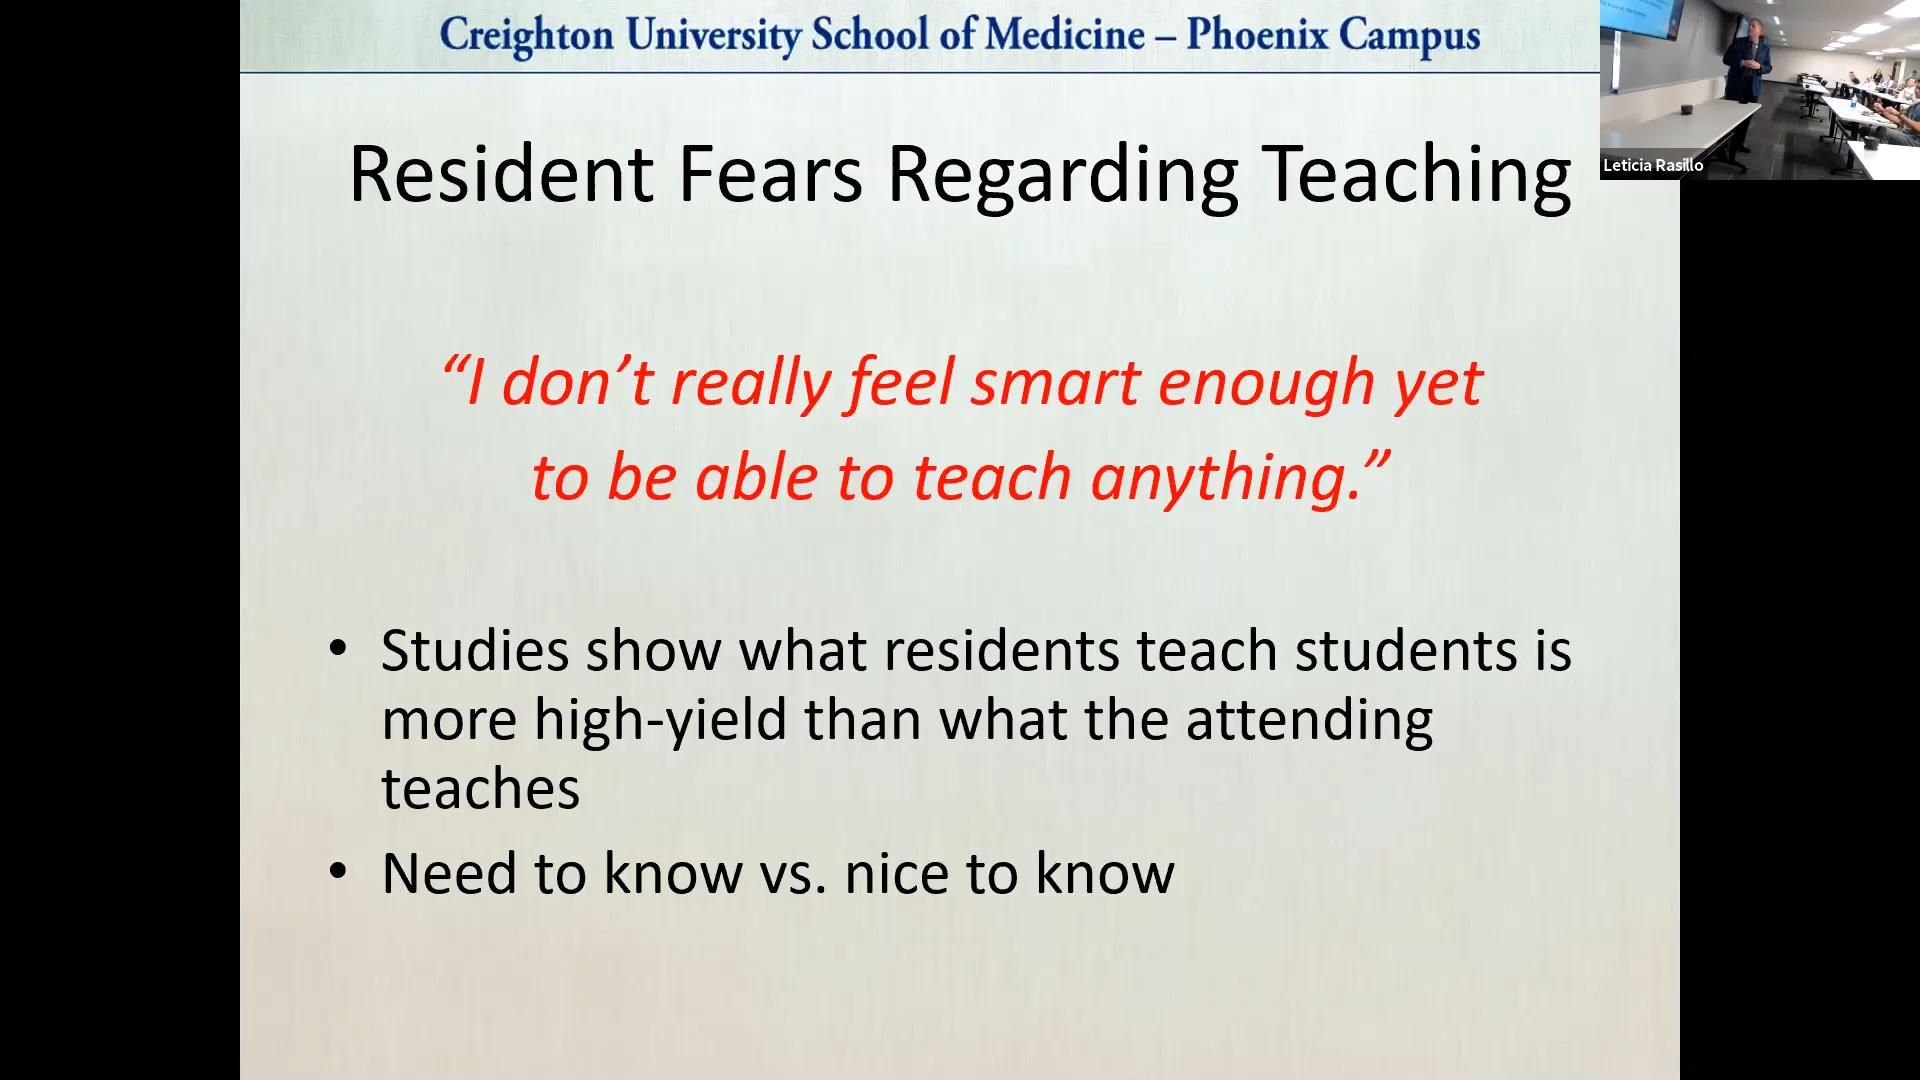 Creighton University School of Medicine – Phoenix Campus
Resident Fears Regarding Teaching
“I don’t really feel smart enough yet
to be able to teach anything.”
• Studies show what residents teach students is
more high-yield than what the attending
teaches
• Need to know vs. nice to know
Leticia Rasillo